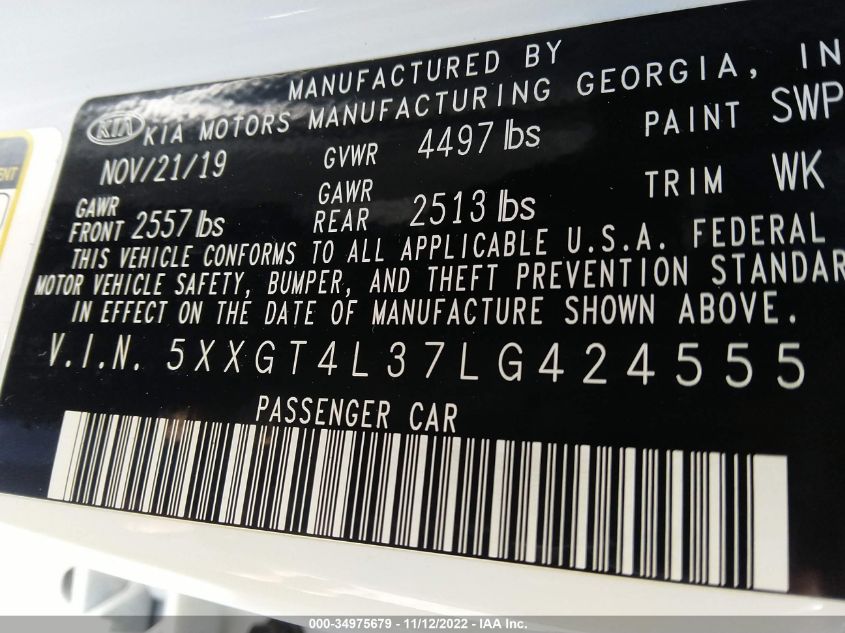 MANUFACTURED BY
KIA KIA MOTORS MANUFACTURING GEORGIA, IN
NOV/21/19 GVWR 4497 lbs PAINT SWP
GAWR FRONT 2557 lbs GAWR REAR 2513 lbs TRIM WK
THIS VEHICLE CONFORMS TO ALL APPLICABLE U.S.A. FEDERAL
MOTOR VEHICLE SAFETY, BUMPER, AND THEFT PREVENTION STANDAR
IN EFFECT ON THE DATE OF MANUFACTURE SHOWN ABOVE.
V.I.N. 5XXGT4L37LG424555
PASSENGER CAR
000-34975679 - 11/12/2022 - IAA Inc.